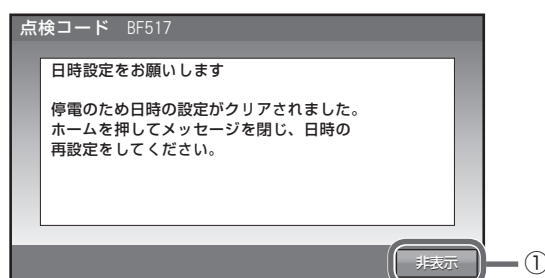 点検コード BF517
日時設定をお願いします
停電のため日時の設定がクリアされました。
ホームを押してメッセージを閉じ、日時の
再設定をしてください。
非表示
①